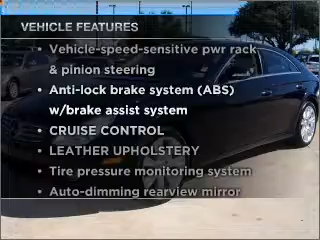 VEHICLE FEATURES
• Vehicle-speed-sensitive pwr rack
& pinion steering
• Anti-lock brake system (ABS)
w/brake assist system
• CRUISE CONTROL
• LEATHER UPHOLSTERY
• Tire pressure monitoring system
• Auto-dimming rearview mirror